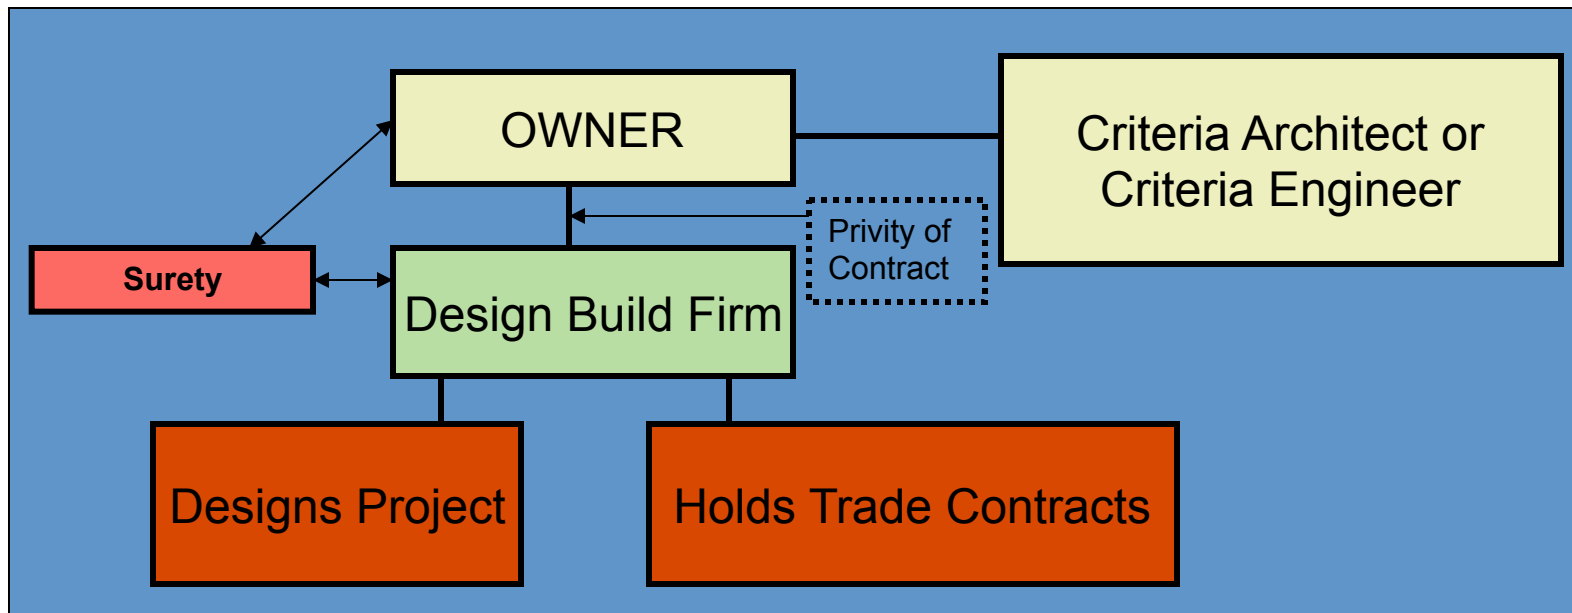 OWNER
Criteria Architect or
Criteria Engineer
Privity of
Contract
Surety
Design Build Firm
Designs Project
Holds Trade Contracts